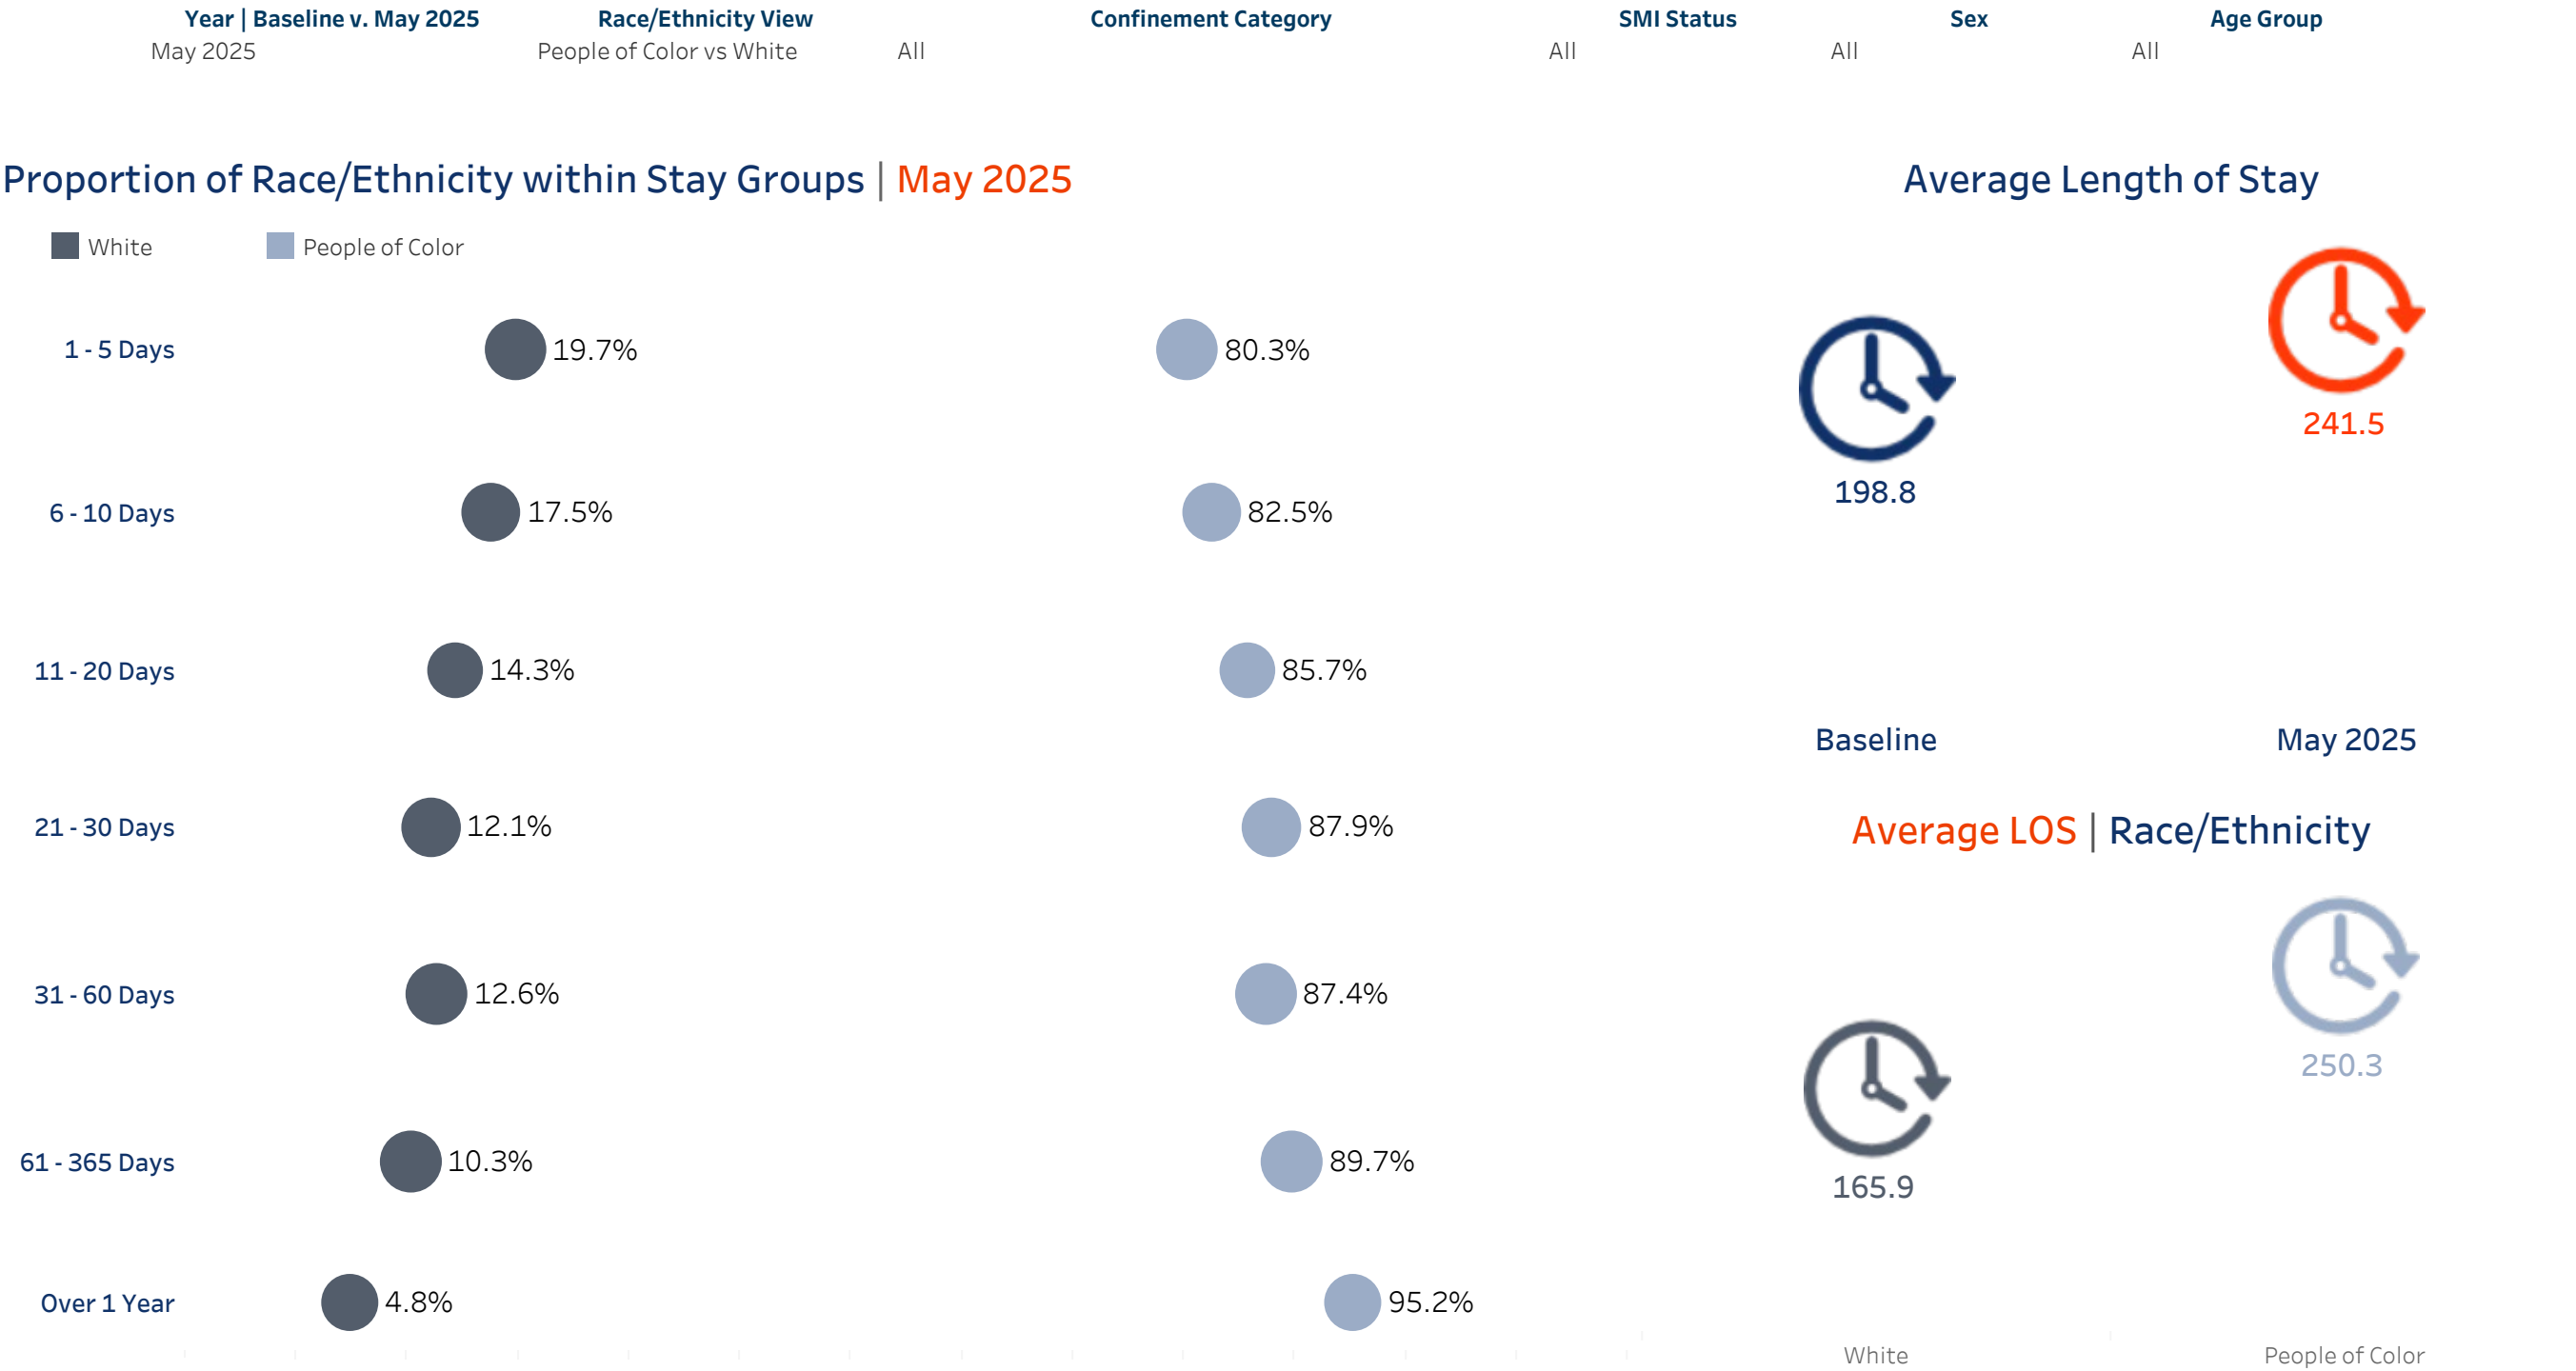 Year | Baseline v. May 2025 Race/Ethnicity View Confinement Category SMI Status Sex Age Group
May 2025 People of Color vs White All All All All
Proportion of Race/Ethnicity within Stay Groups | May 2025
White People of Color
1 - 5 Days 19.7% 80.3%
6 - 10 Days 17.5% 82.5%
11 - 20 Days 14.3% 85.7%
21 - 30 Days 12.1% 87.9%
31 - 60 Days 12.6% 87.4%
61 - 365 Days 10.3% 89.7%
Over 1 Year 4.8% 95.2%
Average Length of Stay
241.5
198.8
Baseline May 2025
Average LOS | Race/Ethnicity
250.3
165.9
White People of Color